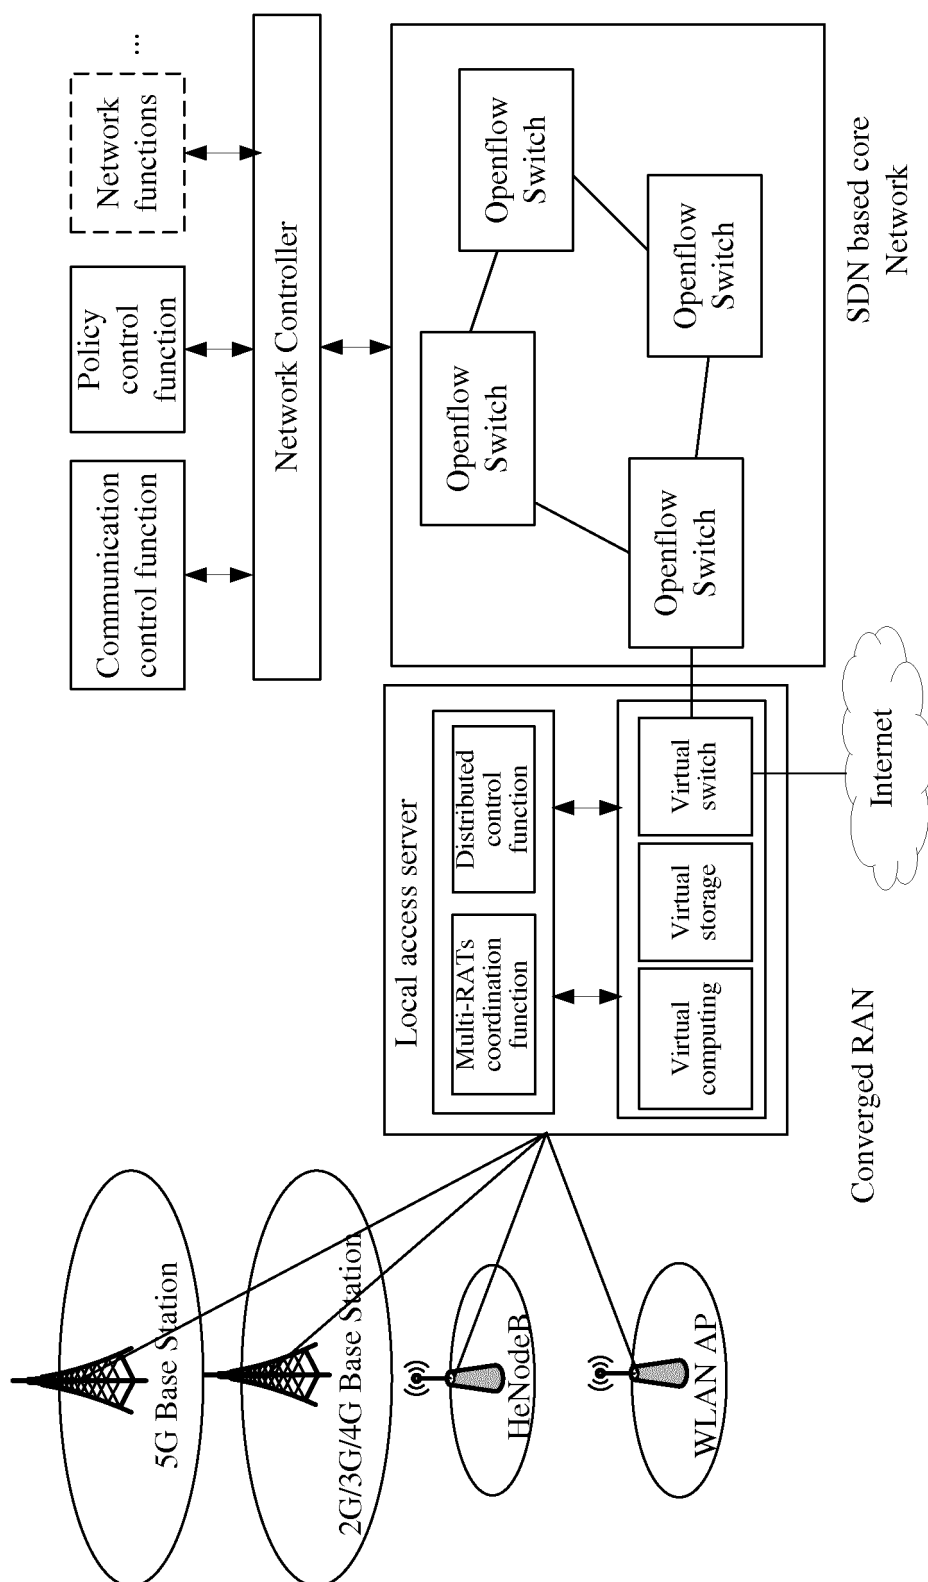 Communication
control function
Policy
control
function
Network
functions
...
Network Controller
5G Base Station
2G/3G/4G Base Station
HeNodeB
WLAN AP
Local access server
Multi-RATs
coordination
function
Distributed
control
function
Virtual
computing
Virtual
storage
Virtual
switch
Openflow
Switch
Openflow
Switch
Openflow
Switch
Openflow
Switch
Internet
Converged RAN
SDN based core
Network